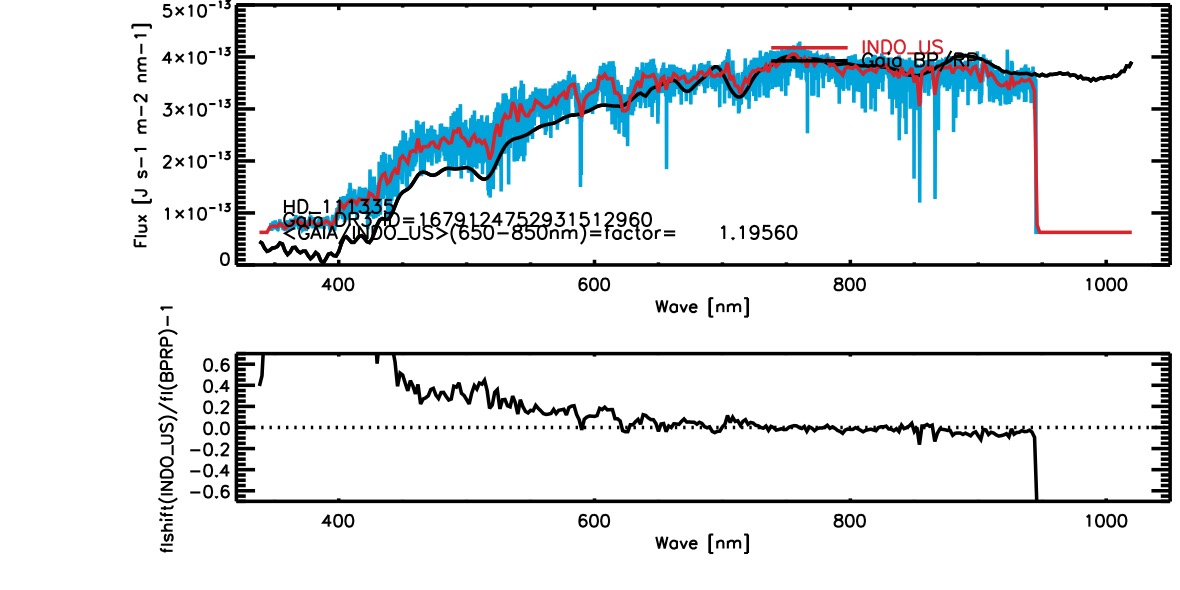 5×10-13
4×10-13
3×10-13
2×10-13
1×10-13
0
Flux [J s-1 m-2 nm-1]
INDO_US
Gaia BP/RP
HD_111335
Gaia DR3 ID=1679124752931512960
<GAIA/INDO_US>(650-850nm)=factor= 1.19560
400 600 800 1000
Wave [nm]
flshift(INDO_US)/fl(BPRP)-1
0.6
0.4
0.2
0.0
-0.2
-0.4
-0.6
400 600 800 1000
Wave [nm]